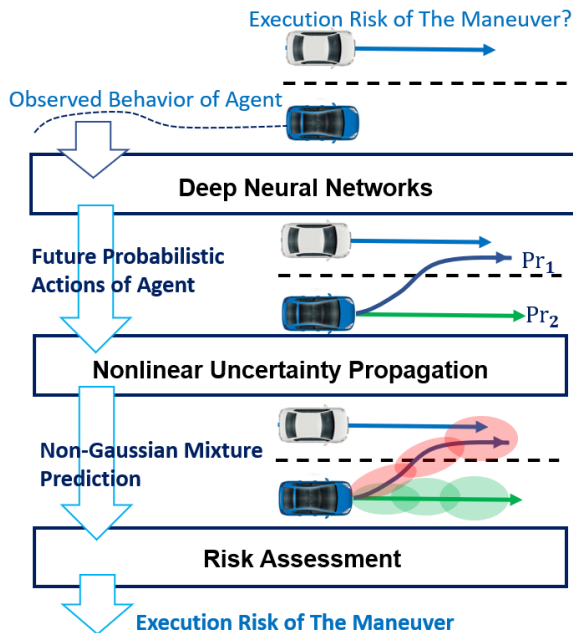 Execution Risk of The Maneuver?
Observed Behavior of Agent
Deep Neural Networks
Future Probabilistic
Actions of Agent
Pr₁
Pr₂
Nonlinear Uncertainty Propagation
Non-Gaussian Mixture
Prediction
Risk Assessment
Execution Risk of The Maneuver